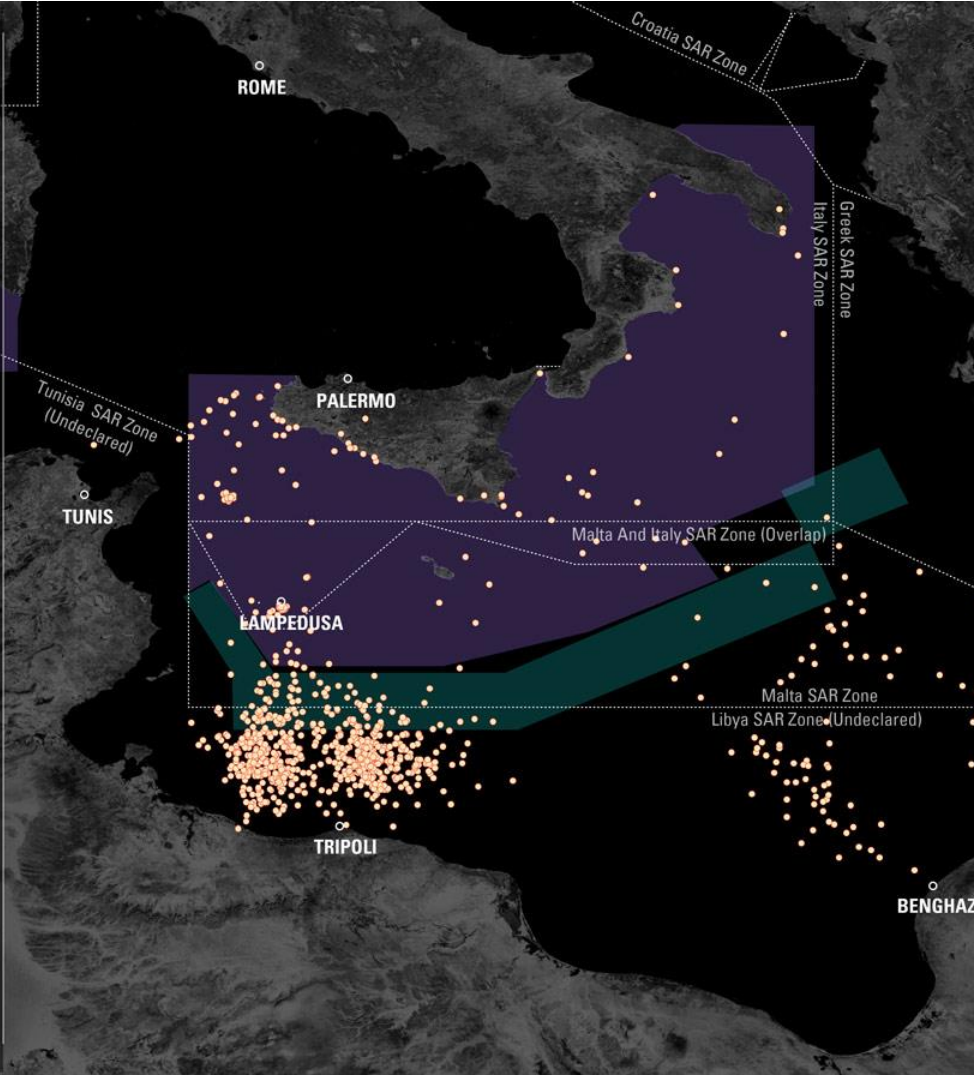 Croatia SAR Zone
ROME
Greek SAR Zone
Italy SAR Zone
Tunisia SAR Zone
(Undeclared)
PALERMO
TUNIS
Malta And Italy SAR Zone (Overlap)
LAMPEDUSA
Malta SAR Zone
Libya SAR Zone (Undeclared)
TRIPOLI
BENGHAZ